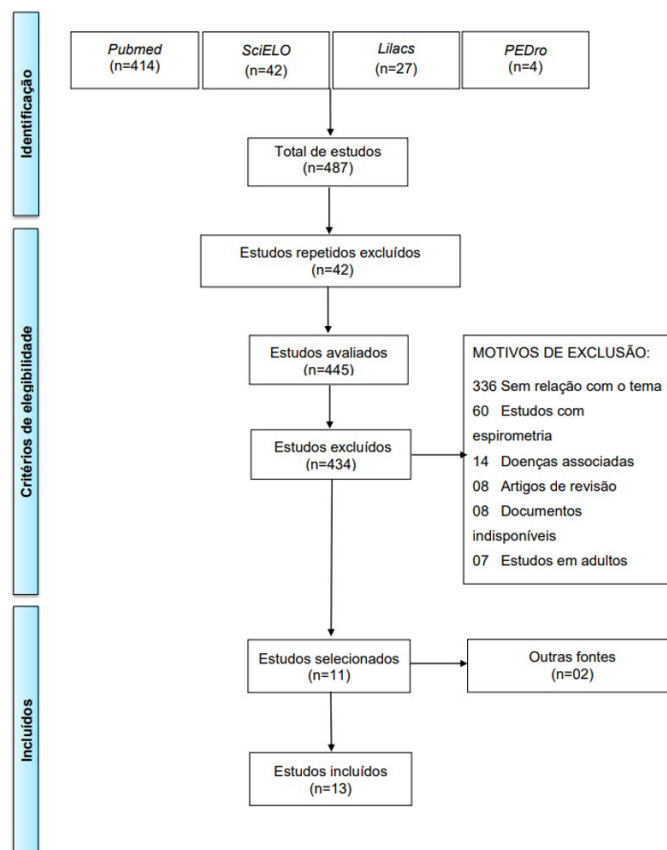 Identificação
Pubmed
(n=414)
SciELO
(n=42)
Lilacs
(n=27)
PEDro
(n=4)
Total de estudos
(n=487)
Critérios de elegibilidade
Estudos repetidos excluídos
(n=42)
Estudos avaliados
(n=445)
Estudos excluídos
(n=434)
MOTIVOS DE EXCLUSÃO:
336 Sem relação com o tema
60 Estudos com
espirometria
14 Doenças associadas
08 Artigos de revisão
08 Documentos
indisponíveis
07 Estudos em adultos
Incluídos
Estudos selecionados
(n=11)
Outras fontes
(n=02)
Estudos incluídos
(n=13)